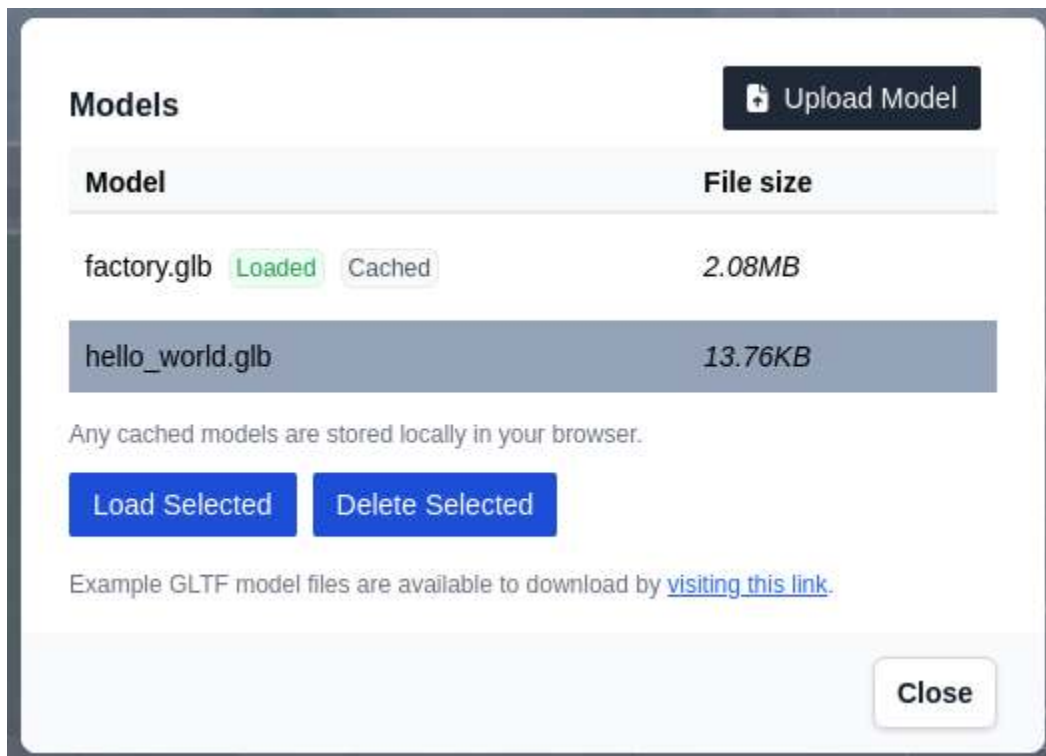 Models
Upload Model
Model File size
factory.glb Loaded Cached 2.08MB
hello_world.glb 13.76KB
Any cached models are stored locally in your browser.
Load Selected Delete Selected
Example GLTF model files are available to download by visiting this link.
Close